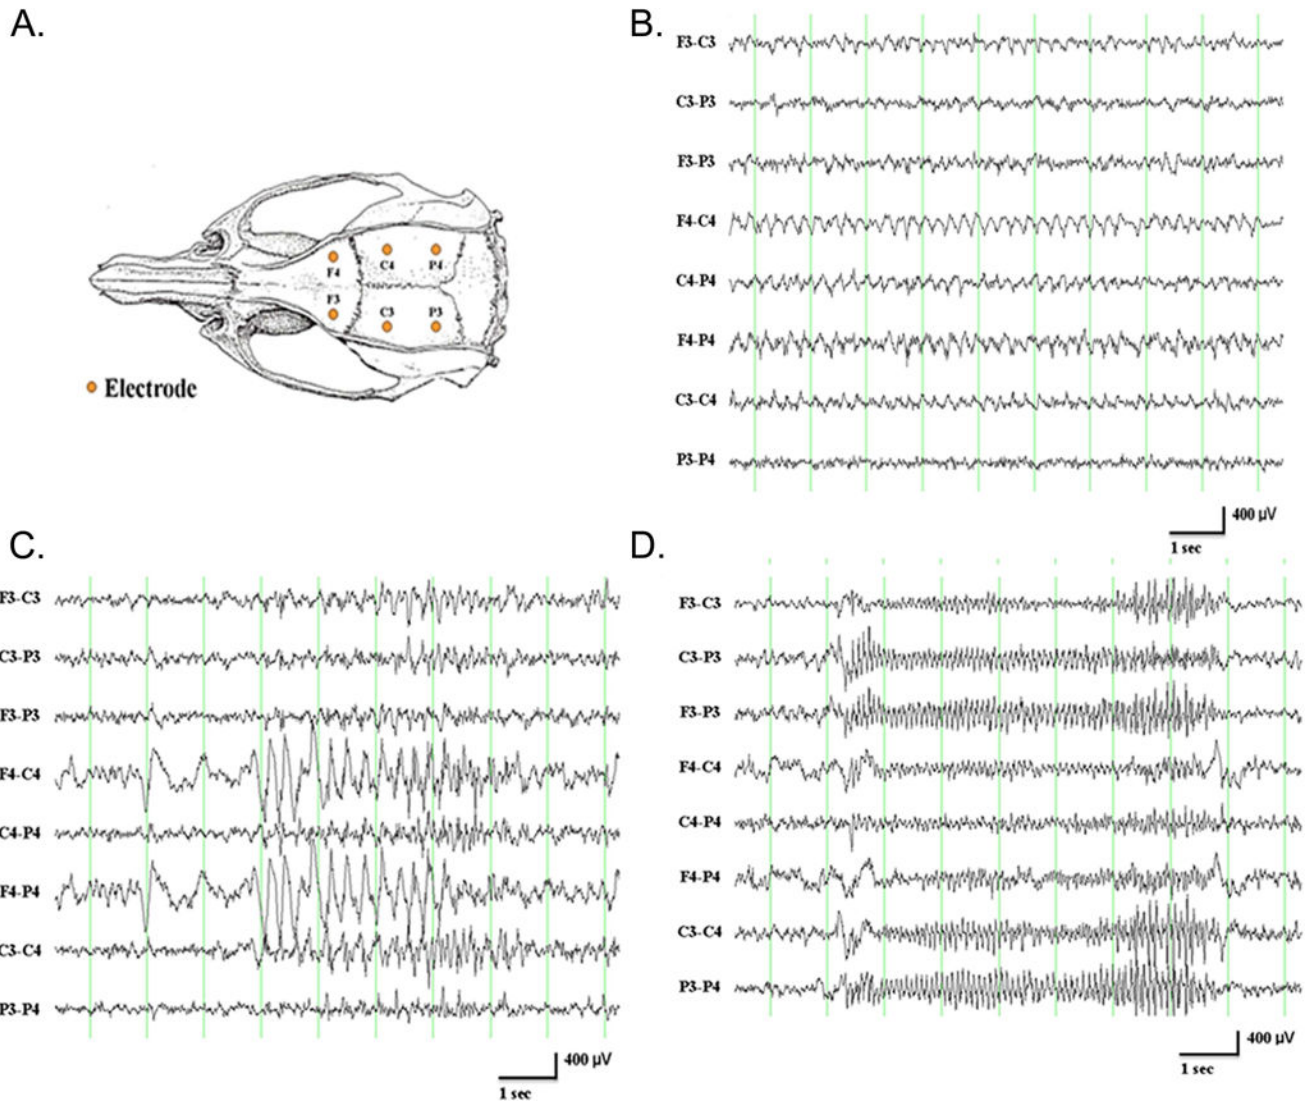 A.
F4
C4
P4
F3
C3
P3
Electrode
B.
F3-C3
C3-P3
F3-P3
F4-C4
C4-P4
F4-P4
C3-C4
P3-P4
400 µV
1 sec
C.
F3-C3
C3-P3
F3-P3
F4-C4
C4-P4
F4-P4
C3-C4
P3-P4
400 µV
1 sec
D.
F3-C3
C3-P3
F3-P3
F4-C4
C4-P4
F4-P4
C3-C4
P3-P4
400 µV
1 sec